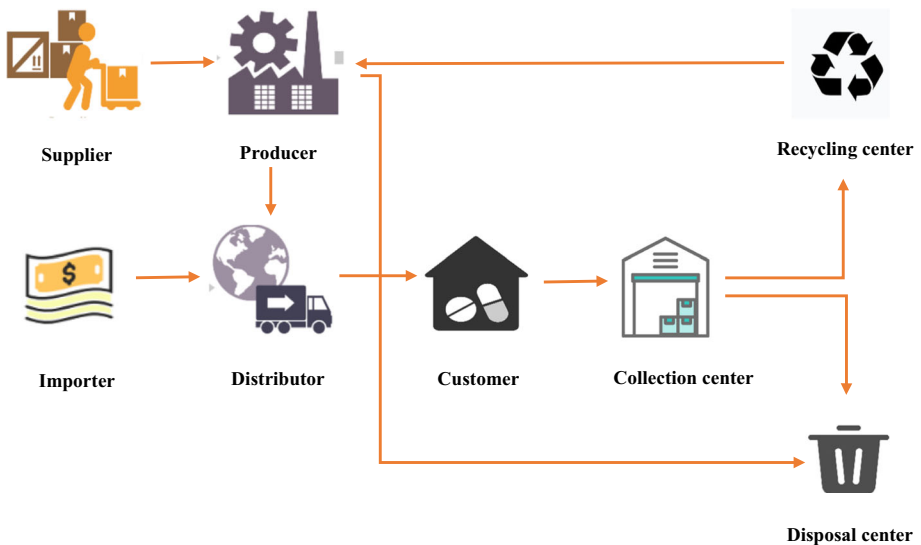 Supplier
Producer
Recycling center
$
Importer
Distributor
Customer
Collection center
Disposal center